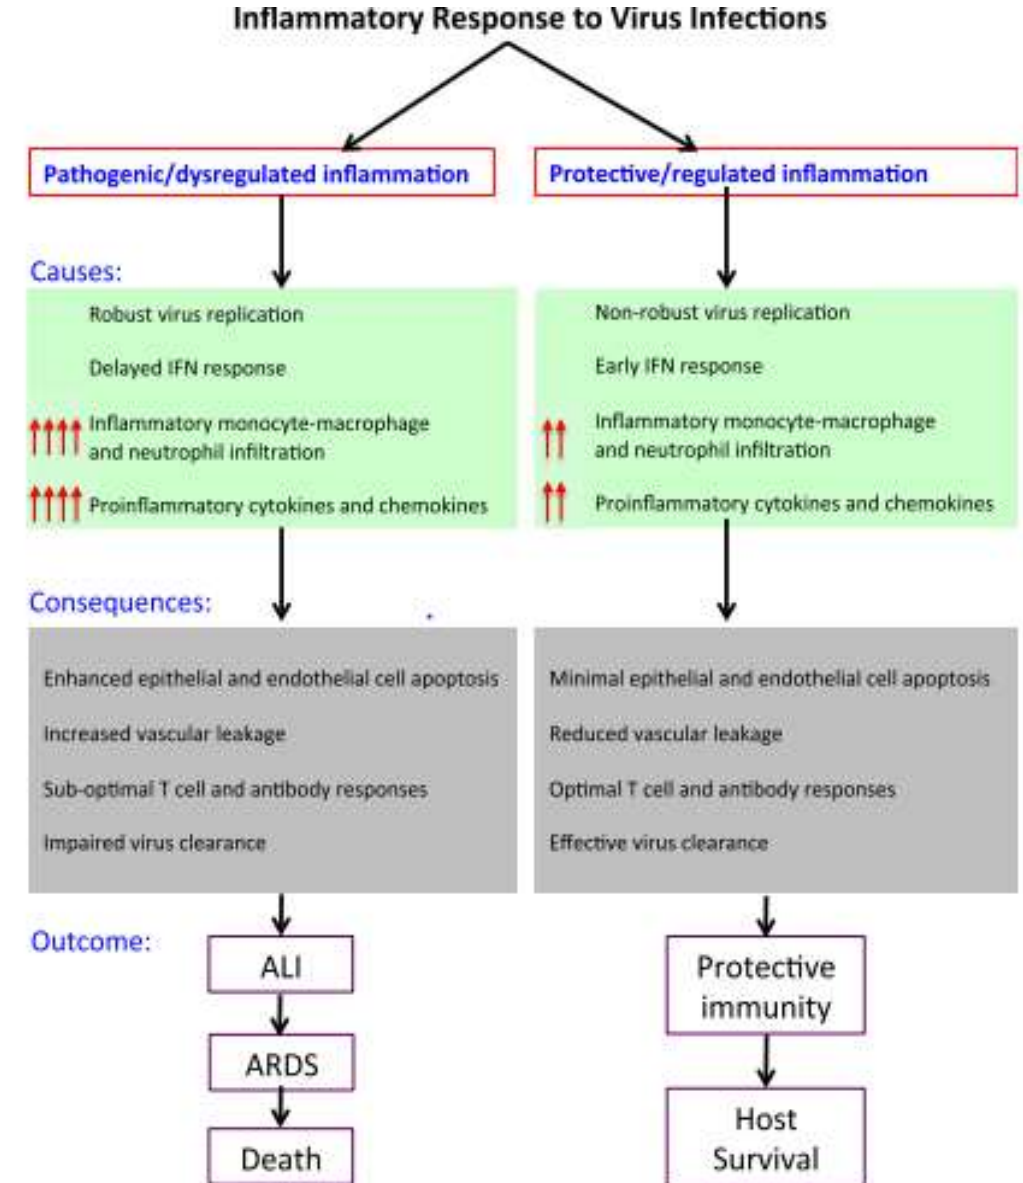 Inflammatory Response to Virus Infections
Pathogenic/dysregulated inflammation
Protective/regulated inflammation
Causes:
Robust virus replication
Delayed IFN response
Inflammatory monocyte-macrophage
and neutrophil infiltration
Proinflammatory cytokines and chemokines
Non-robust virus replication
Early IFN response
Inflammatory monocyte-macrophage
and neutrophil infiltration
Proinflammatory cytokines and chemokines
Consequences:
Enhanced epithelial and endothelial cell apoptosis
Increased vascular leakage
Sub-optimal T cell and antibody responses
Impaired virus clearance
Minimal epithelial and endothelial cell apoptosis
Reduced vascular leakage
Optimal T cell and antibody responses
Effective virus clearance
Outcome:
ALI
ARDS
Death
Protective
immunity
Host
Survival